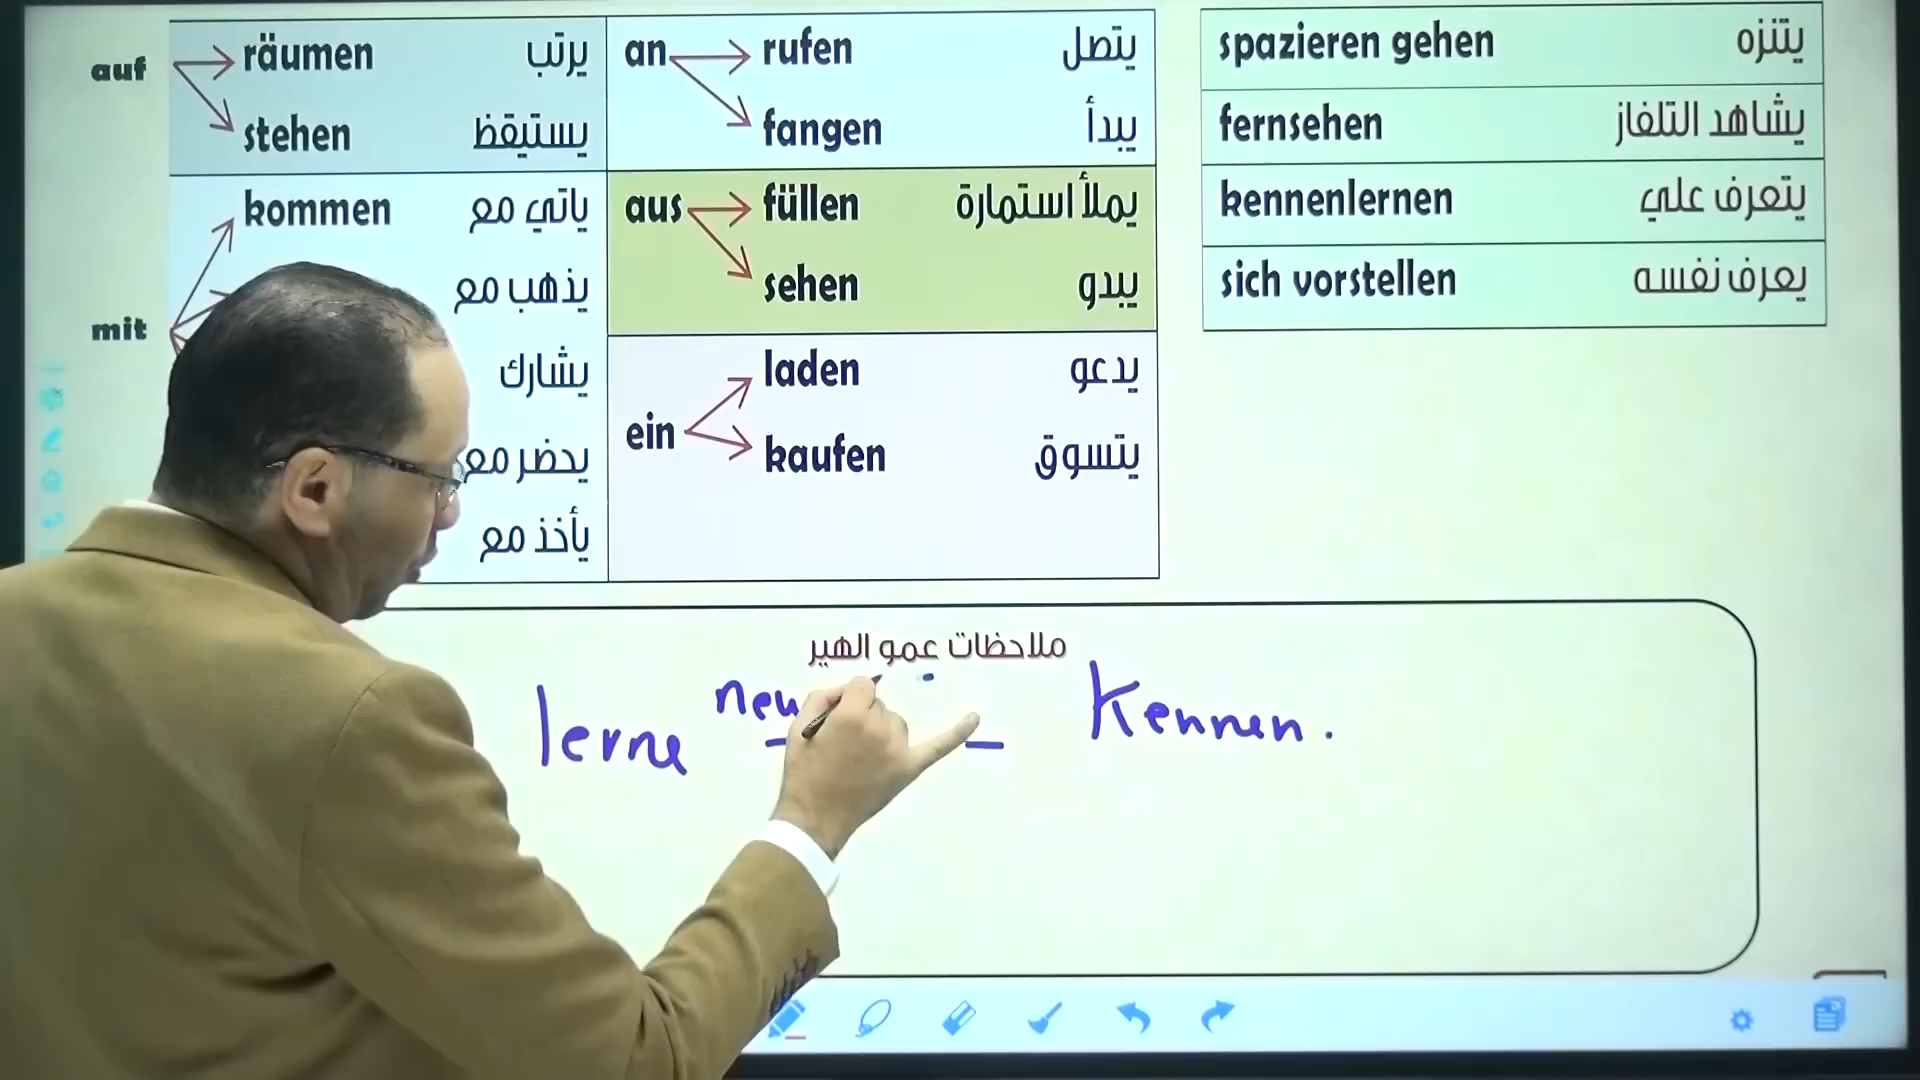 auf räumen يرتب
stehen يستيقظ
mit kommen ياتي مع
يذهب مع
يشارك
يحضر مع
يأخذ مع
an rufen يتصل
fangen يبدأ
aus füllen يملأ استمارة
sehen يبدو
ein laden يدعو
kaufen يتسوق
spazieren gehen يتنزه
fernsehen يشاهد التلفاز
kennenlernen يتعرف علي
sich vorstellen يعرف نفسه
ملاحظات عمو الهير
lerne neu kennen.